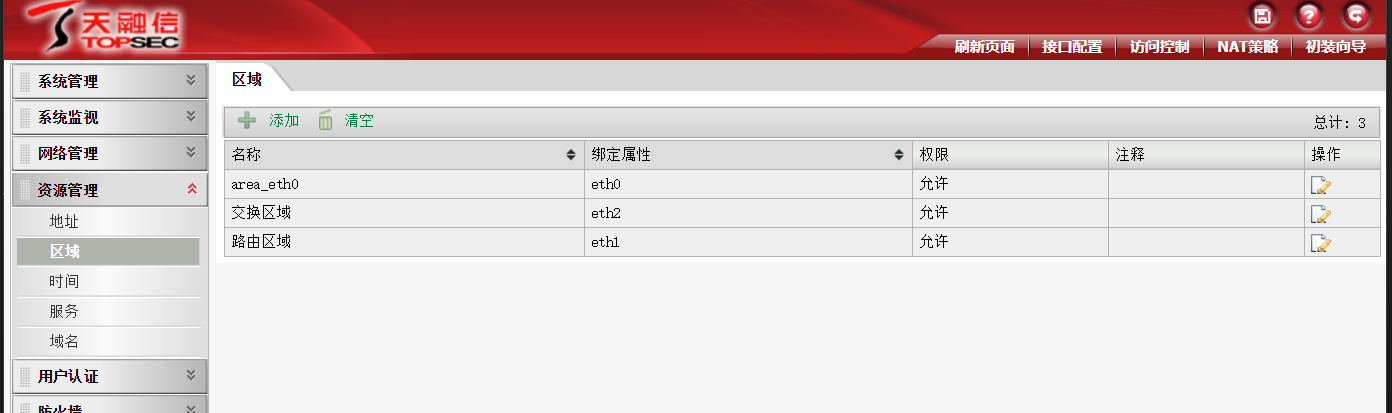 天融信
TOPSEC
刷新页面 接口配置 访问控制 NAT策略 初装向导
系统管理
系统监视
网络管理
资源管理
地址
区域
时间
服务
域名
用户认证
防火墙
区域
添加 清空 总计：3
名称 绑定属性 权限 注释 操作
area_eth0 eth0 允许
交换区域 eth2 允许
路由区域 eth1 允许